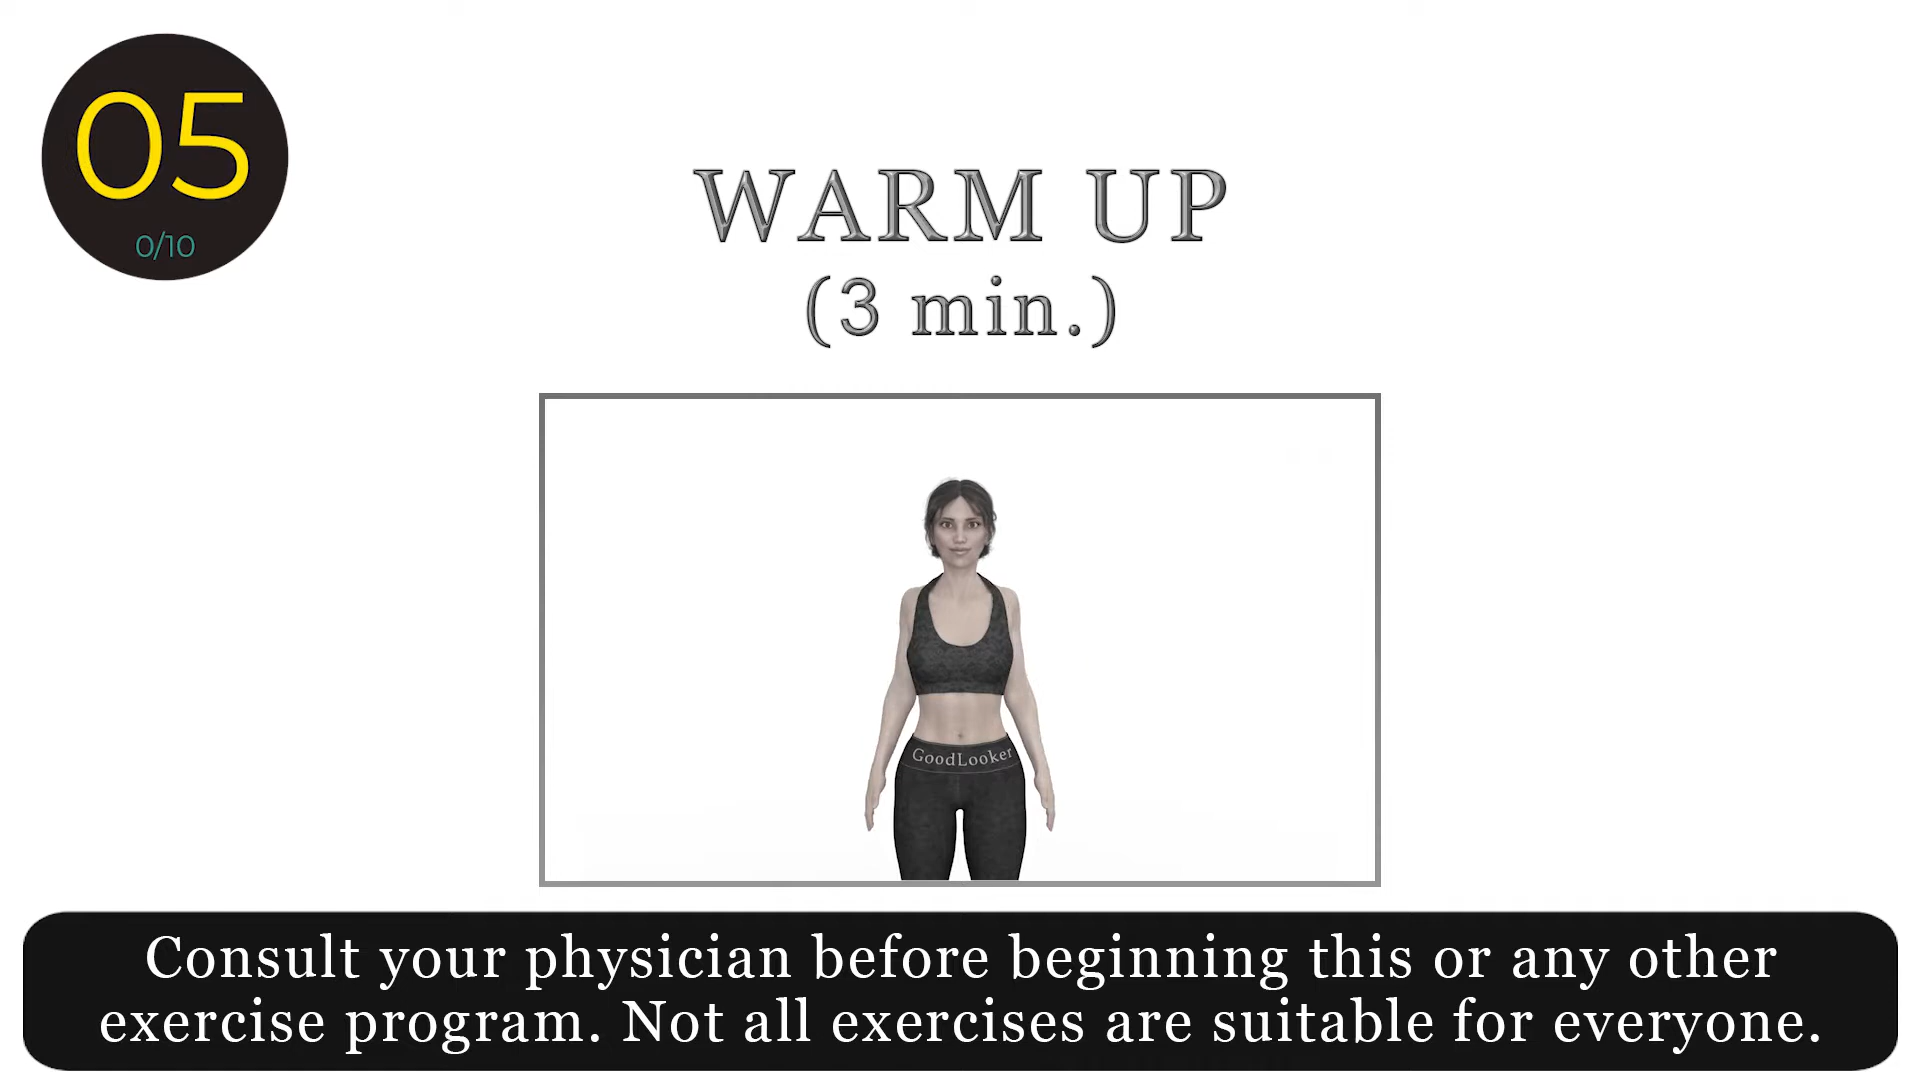 05
0/10
WARM UP
(3 min.)
GoodLooker
Consult your physician before beginning this or any other
exercise program. Not all exercises are suitable for everyone.